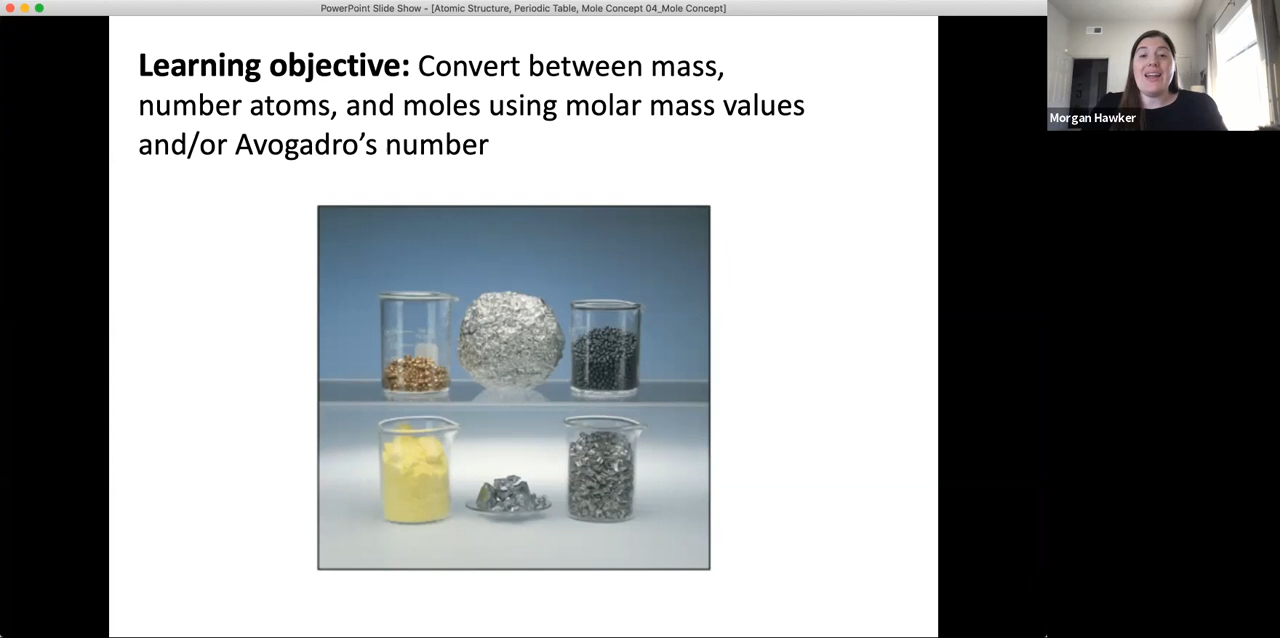 PowerPoint Slide Show - [Atomic Structure, Periodic Table, Mole Concept 04_Mole Concept]
Learning objective: Convert between mass,
number atoms, and moles using molar mass values
and/or Avogadro’s number
Morgan Hawker